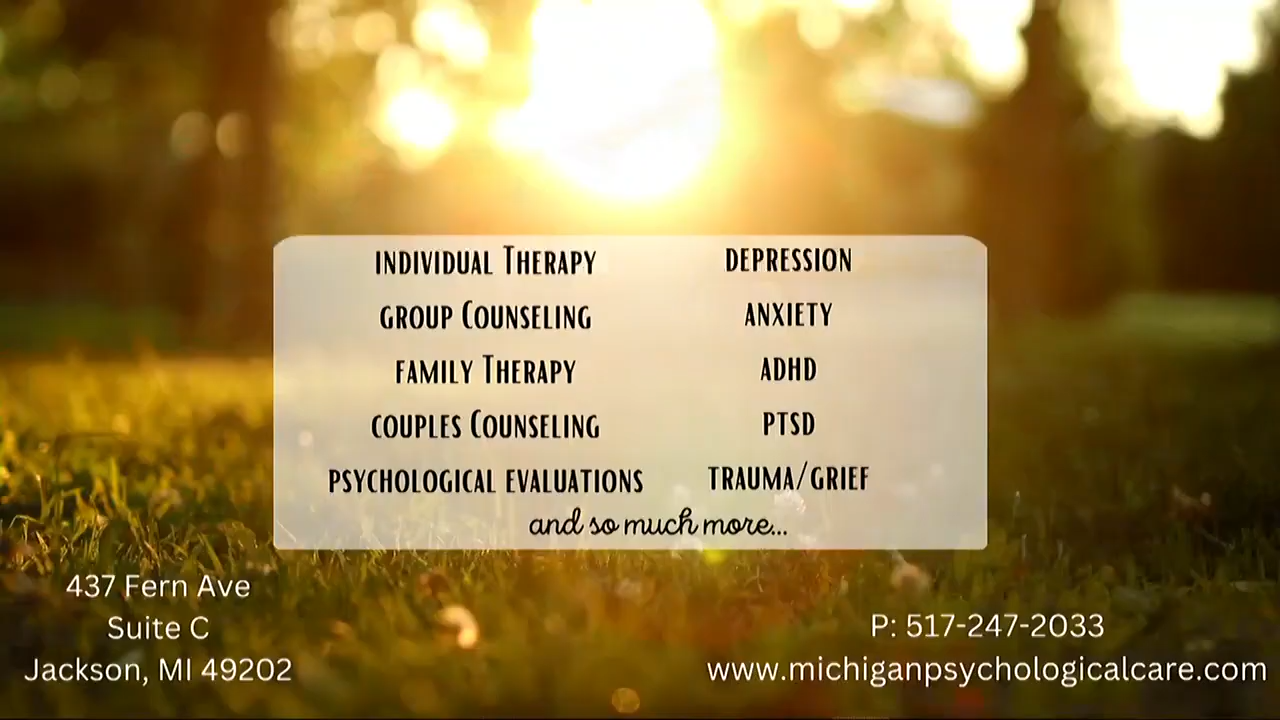 INDIVIDUAL THERAPY
GROUP COUNSELING
FAMILY THERAPY
COUPLES COUNSELING
PSYCHOLOGICAL EVALUATIONS
DEPRESSION
ANXIETY
ADHD
PTSD
TRAUMA/GRIEF
and so much more...
437 Fern Ave
Suite C
Jackson, MI 49202
P: 517-247-2033
www.michiganpsychologicalcare.com